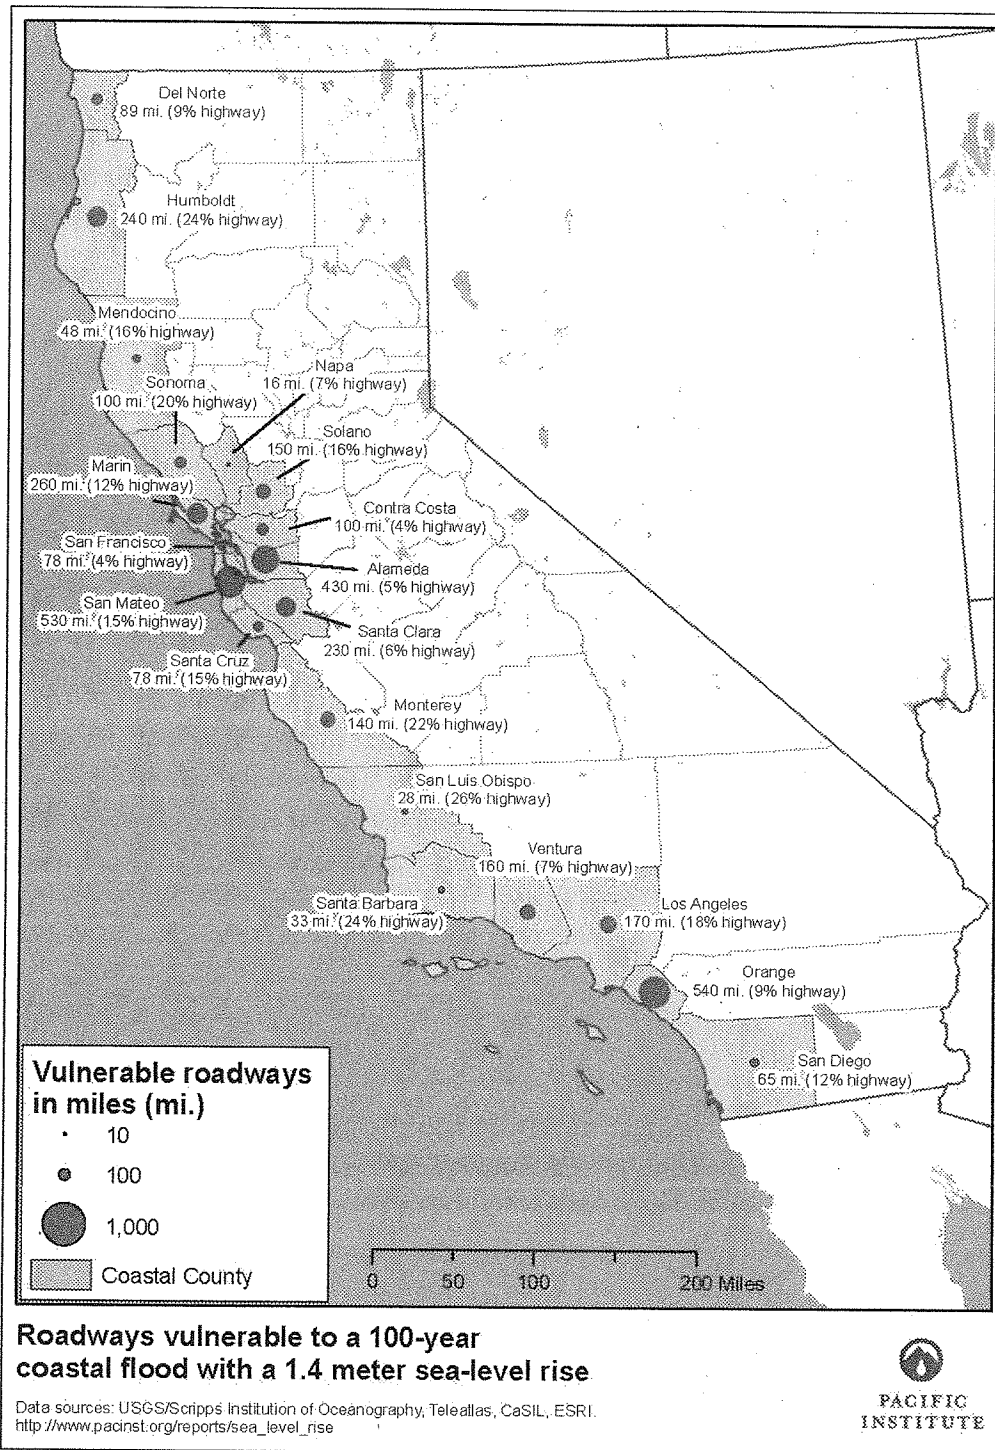 Del Norte
89 mi. (9% highway)
Humboldt
240 mi. (24% highway)
Mendocino
48 mi. (16% highway)
Napa
16 mi. (7% highway)
Sonoma
100 mi. (20% highway)
Solano
150 mi. (16% highway)
Marin
260 mi. (12% highway)
Contra Costa
100 mi. (4% highway)
San Francisco
78 mi. (4% highway)
Alameda
430 mi. (5% highway)
San Mateo
530 mi. (15% highway)
Santa Clara
230 mi. (6% highway)
Santa Cruz
78 mi. (15% highway)
Monterey
140 mi. (22% highway)
San Luis Obispo
28 mi. (26% highway)
Ventura
160 mi. (7% highway)
Santa Barbara
33 mi. (24% highway)
Los Angeles
170 mi. (18% highway)
Orange
540 mi. (9% highway)
San Diego
65 mi. (12% highway)
Vulnerable roadways
in miles (mi.)
10
100
1,000
Coastal County
0 50 100 200 Miles
Roadways vulnerable to a 100-year
coastal flood with a 1.4 meter sea-level rise
Data sources: USGS/Scripps Institution of Oceanography, Teleatlas, CaSIL, ESRI.
http://www.pacinst.org/reports/sea_level_rise
PACIFIC
INSTITUTE